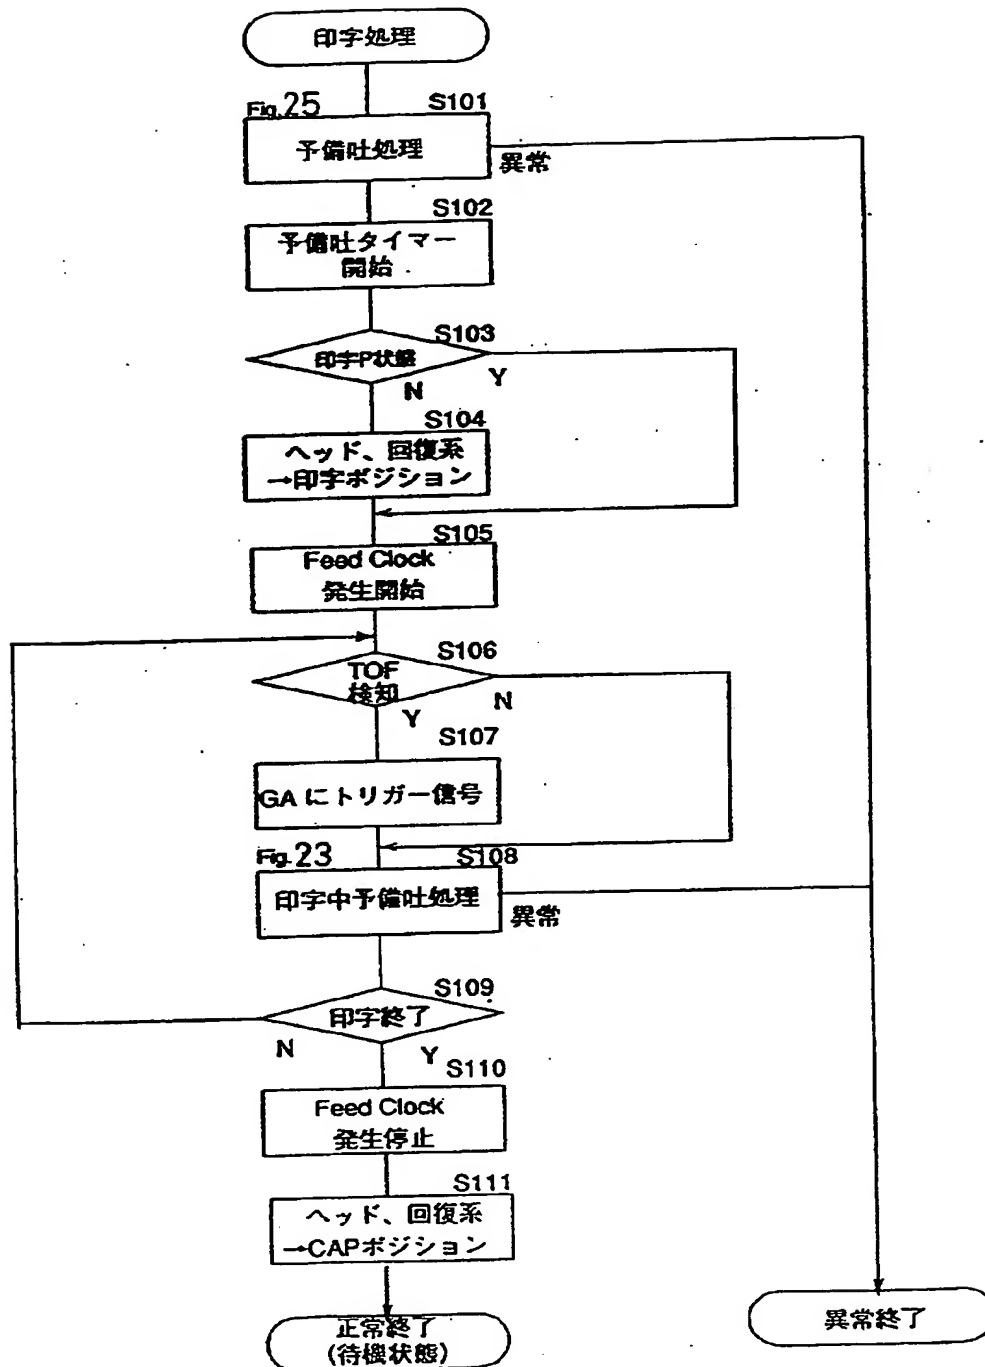 印字処理
Fig.25
S101
予備吐処理
異常
S102
予備吐タイマー
開始
S103
印字P状態
N
Y
S104
ヘッド、回復系
→印字ポジション
S105
Feed Clock
発生開始
S106
TOF
検知
Y
N
S107
GAにトリガー信号
Fig.23
S108
印字中予備吐処理
異常
S109
印字終了
N
Y
S110
Feed Clock
発生停止
S111
ヘッド、回復系
→CAPポジション
正常終了
(待機状態)
異常終了